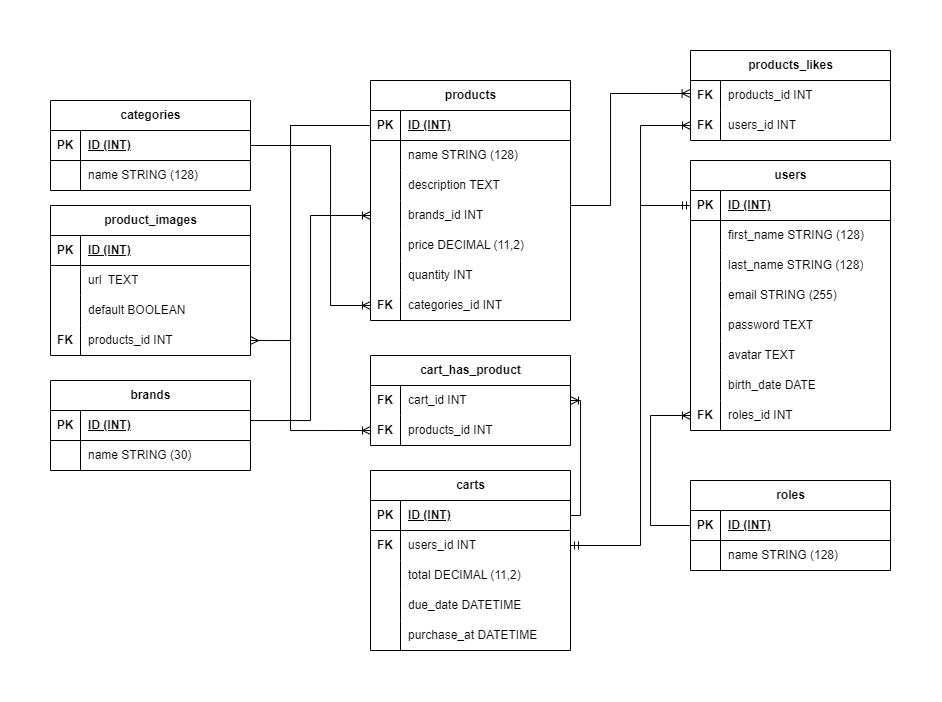 categories
PK ID (INT)
name STRING (128)
product_images
PK ID (INT)
url TEXT
default BOOLEAN
FK products_id INT
brands
PK ID (INT)
name STRING (30)
products
PK ID (INT)
name STRING (128)
description TEXT
brands_id INT
price DECIMAL (11,2)
quantity INT
FK categories_id INT
cart_has_product
FK cart_id INT
FK products_id INT
carts
PK ID (INT)
FK users_id INT
total DECIMAL (11,2)
due_date DATETIME
purchase_at DATETIME
products_likes
FK products_id INT
FK users_id INT
users
PK ID (INT)
first_name STRING (128)
last_name STRING (128)
email STRING (255)
password TEXT
avatar TEXT
birth_date DATE
FK roles_id INT
roles
PK ID (INT)
name STRING (128)